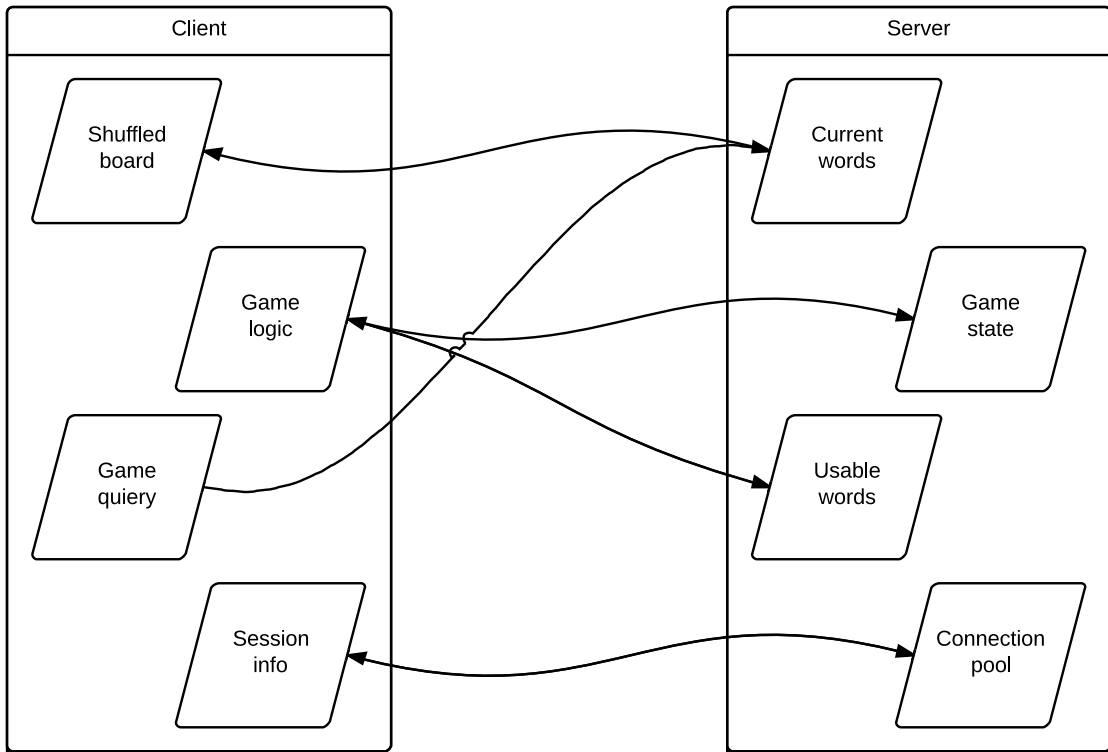 Client
Shuffled
board
Game
logic
Game
quiery
Session
info
Server
Current
words
Game
state
Usable
words
Connection
pool